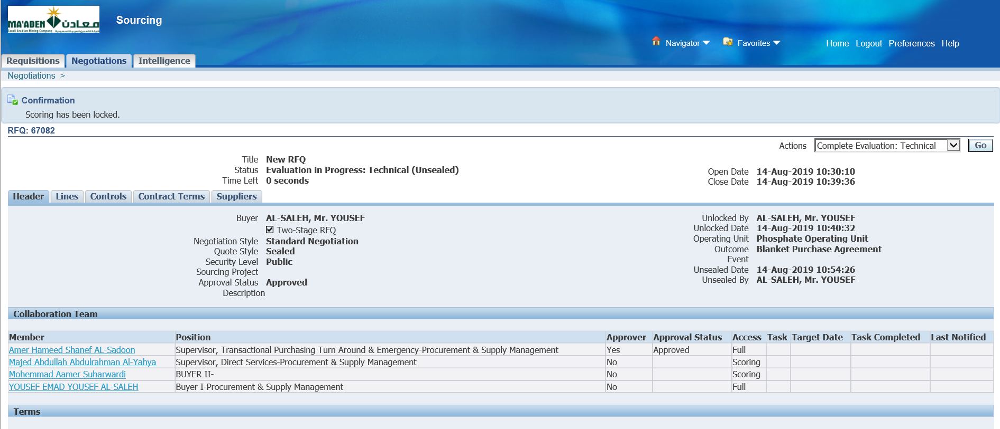 MA'ADEN معادن
Saudi Arabian Mining Company
Sourcing
Navigator Favorites Home Logout Preferences Help
Requisitions Negotiations Intelligence
Negotiations >
Confirmation
Scoring has been locked.
RFQ: 67082
Actions Complete Evaluation: Technical Go
Title New RFQ
Status Evaluation in Progress: Technical (Unsealed)
Time Left 0 seconds
Open Date 14-Aug-2019 10:30:10
Close Date 14-Aug-2019 10:39:36
Header Lines Controls Contract Terms Suppliers
Buyer AL-SALEH, Mr. YOUSEF
Two-Stage RFQ
Negotiation Style Standard Negotiation
Quote Style Sealed
Security Level Public
Sourcing Project
Approval Status Approved
Description
Unlocked By AL-SALEH, Mr. YOUSEF
Unlocked Date 14-Aug-2019 10:40:32
Operating Unit Phosphate Operating Unit
Outcome Blanket Purchase Agreement
Event
Unsealed Date 14-Aug-2019 10:54:26
Unsealed By AL-SALEH, Mr. YOUSEF
Collaboration Team
Member Position Approver Approval Status Access Task Target Date Task Completed Last Notified
Amer Hameed Shanef AL-Sadoon Supervisor, Transactional Purchasing Turn Around & Emergency-Procurement & Supply Management Yes Approved Full
Majed Abdullah Abdulrahman Al-Yahya Supervisor, Direct Services-Procurement & Supply Management No Scoring
Mohemmad Aamer Suharwardi BUYER II- No Scoring
YOUSEF EMAD YOUSEF AL-SALEH Buyer I-Procurement & Supply Management No Full
Terms